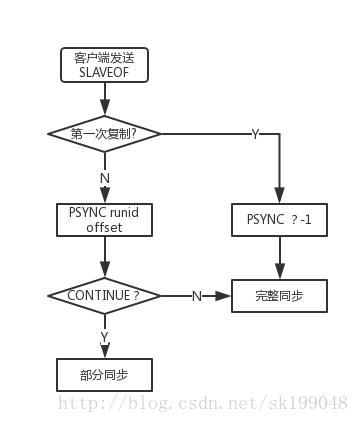 客户端发送
SLAVEOF
第一次复制?
Y
N
PSYNC runid
offset
PSYNC ? -1
CONTINUE ?
N
完整同步
Y
部分同步
http://blog.csdn.net/sk199048